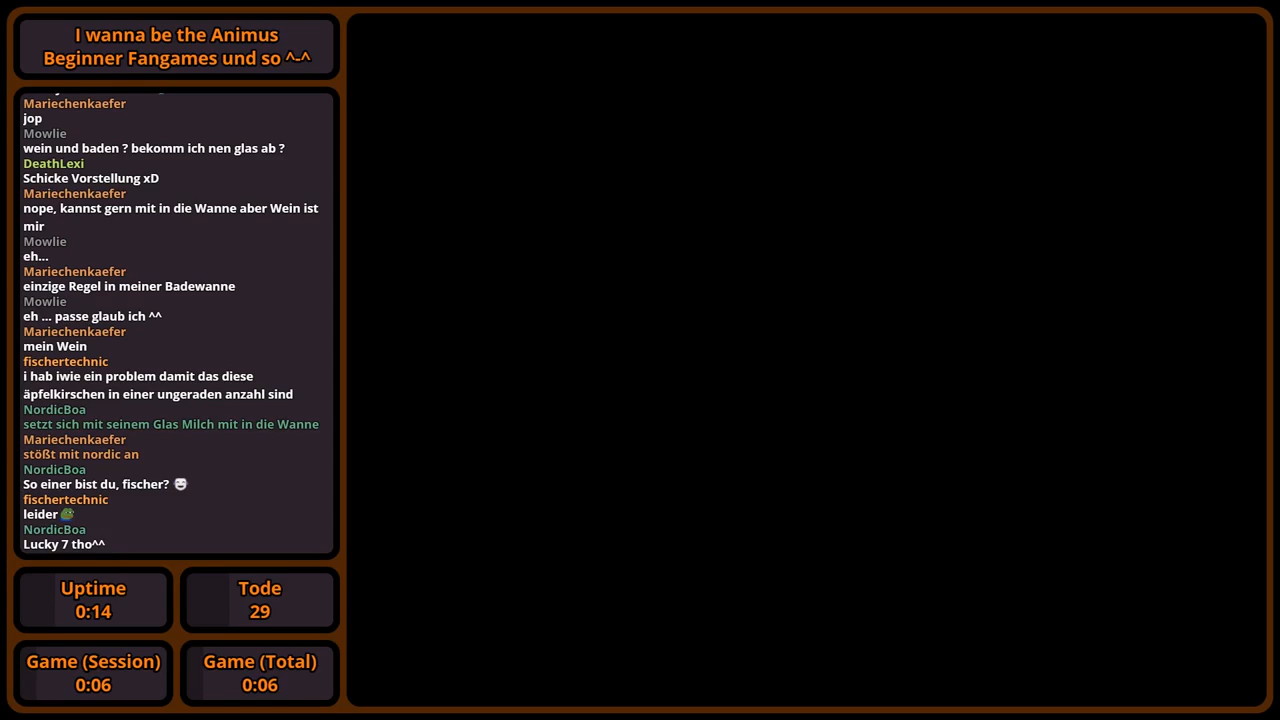 I wanna be the Animus
Beginner Fangames und so ^-^
Mariechenkaefer
jop
Mowlie
wein und baden ? bekomm ich nen glas ab ?
DeathLexi
Schicke Vorstellung xD
Mariechenkaefer
nope, kannst gern mit in die Wanne aber Wein ist
mir
Mowlie
eh...
Mariechenkaefer
einzige Regel in meiner Badewanne
Mowlie
eh ... passe glaub ich ^^
Mariechenkaefer
mein Wein
fischertechnic
i hab iwie ein problem damit das diese
äpfelkirschen in einer ungeraden anzahl sind
NordicBoa
setzt sich mit seinem Glas Milch mit in die Wanne
Mariechenkaefer
stößt mit nordic an
NordicBoa
So einer bist du, fischer?
fischertechnic
leider
NordicBoa
Lucky 7 tho^^
Uptime
0:14
Tode
29
Game (Session)
0:06
Game (Total)
0:06